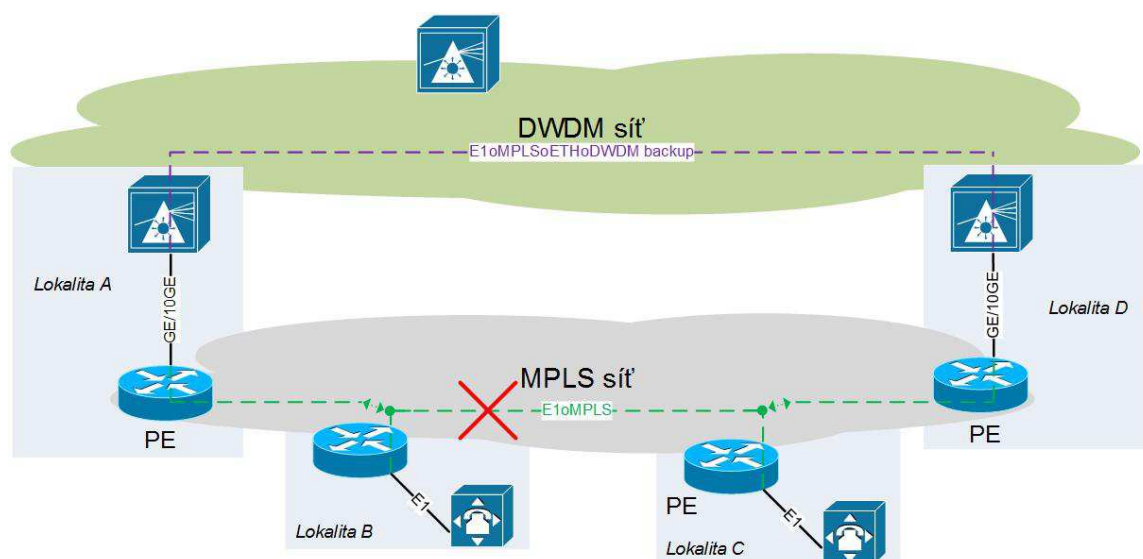 DWDM síť
E1oMPLSoETHoDWDM backup
Lokalita A
GE/10GE
GE/10GE
Lokalita D
MPLS síť
E1oMPLS
PE
PE
PE
E1
E1
Lokalita B
Lokalita C